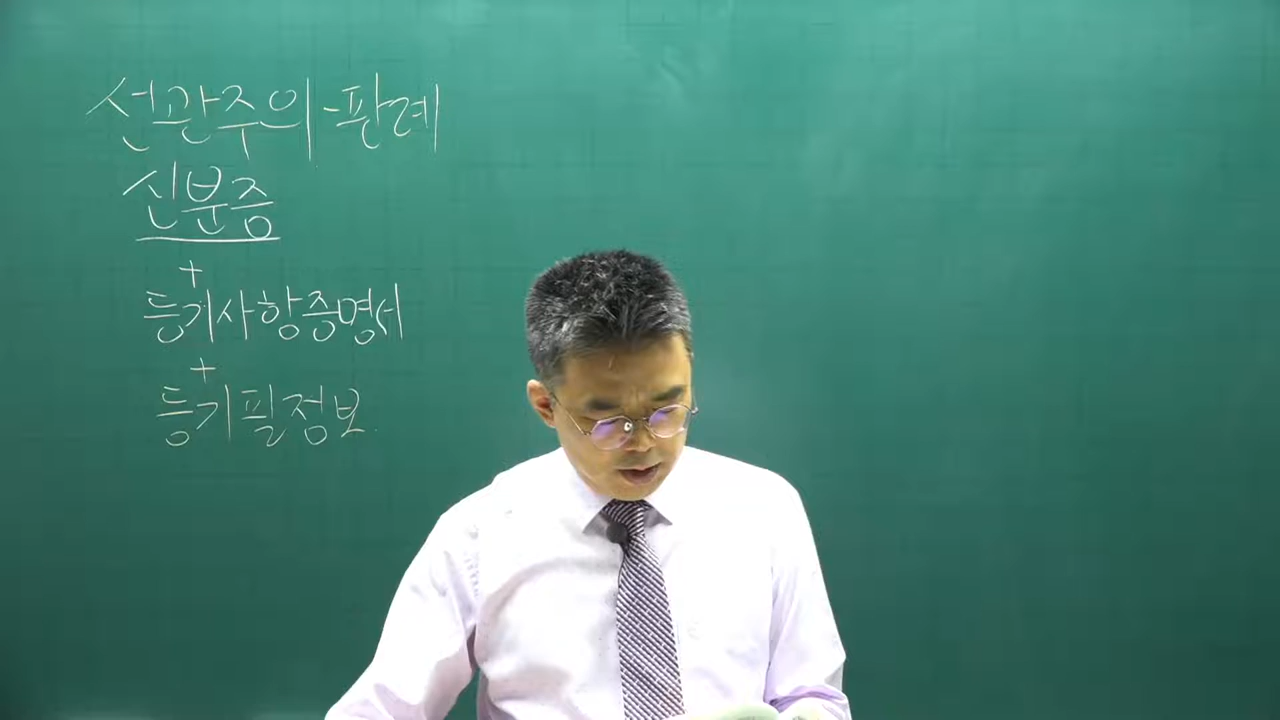 선관주의-판례
신분증
+
등기사항증명서
+
등기필정보